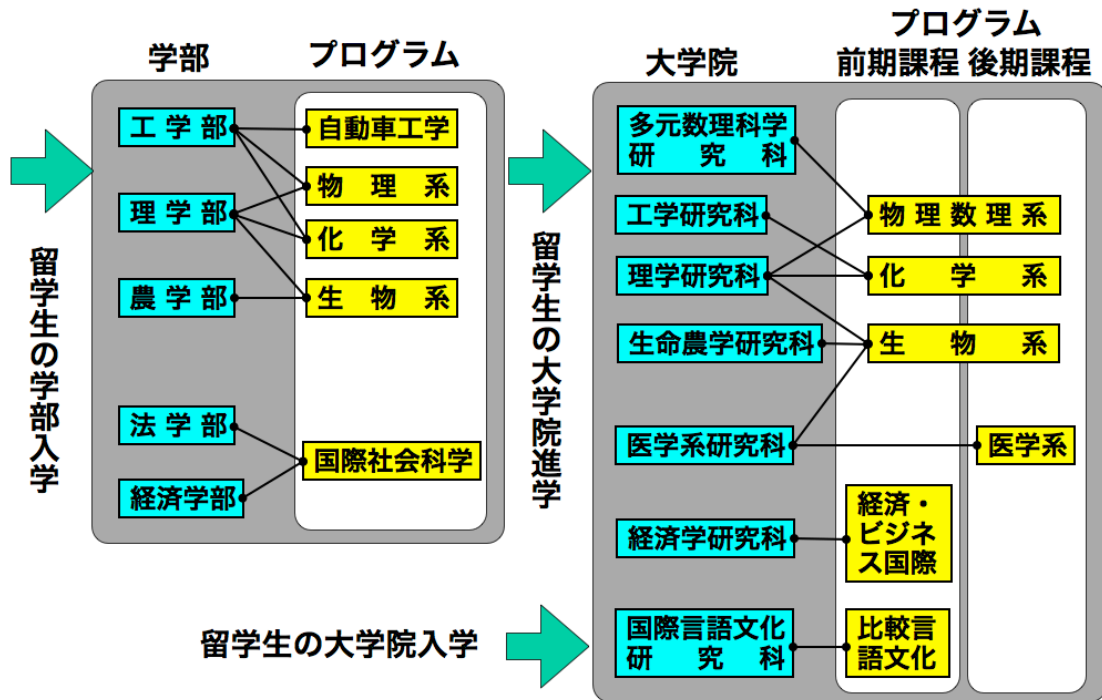 学部
プログラム
工学部
自動車工学
物理系
理学部
化学系
農学部
生物系
法学部
国際社会科学
経済学部
留学生の学部入学
プログラム
大学院
前期課程
後期課程
多元数理科学
研究科
工学研究科
物理数理系
理学研究科
化学系
生命農学研究科
生物系
医学系研究科
医学系
経済学研究科
経済・
ビジネ
ス国際
国際言語文化
研究科
比較言
語文化
留学生の大学院進学
留学生の大学院入学